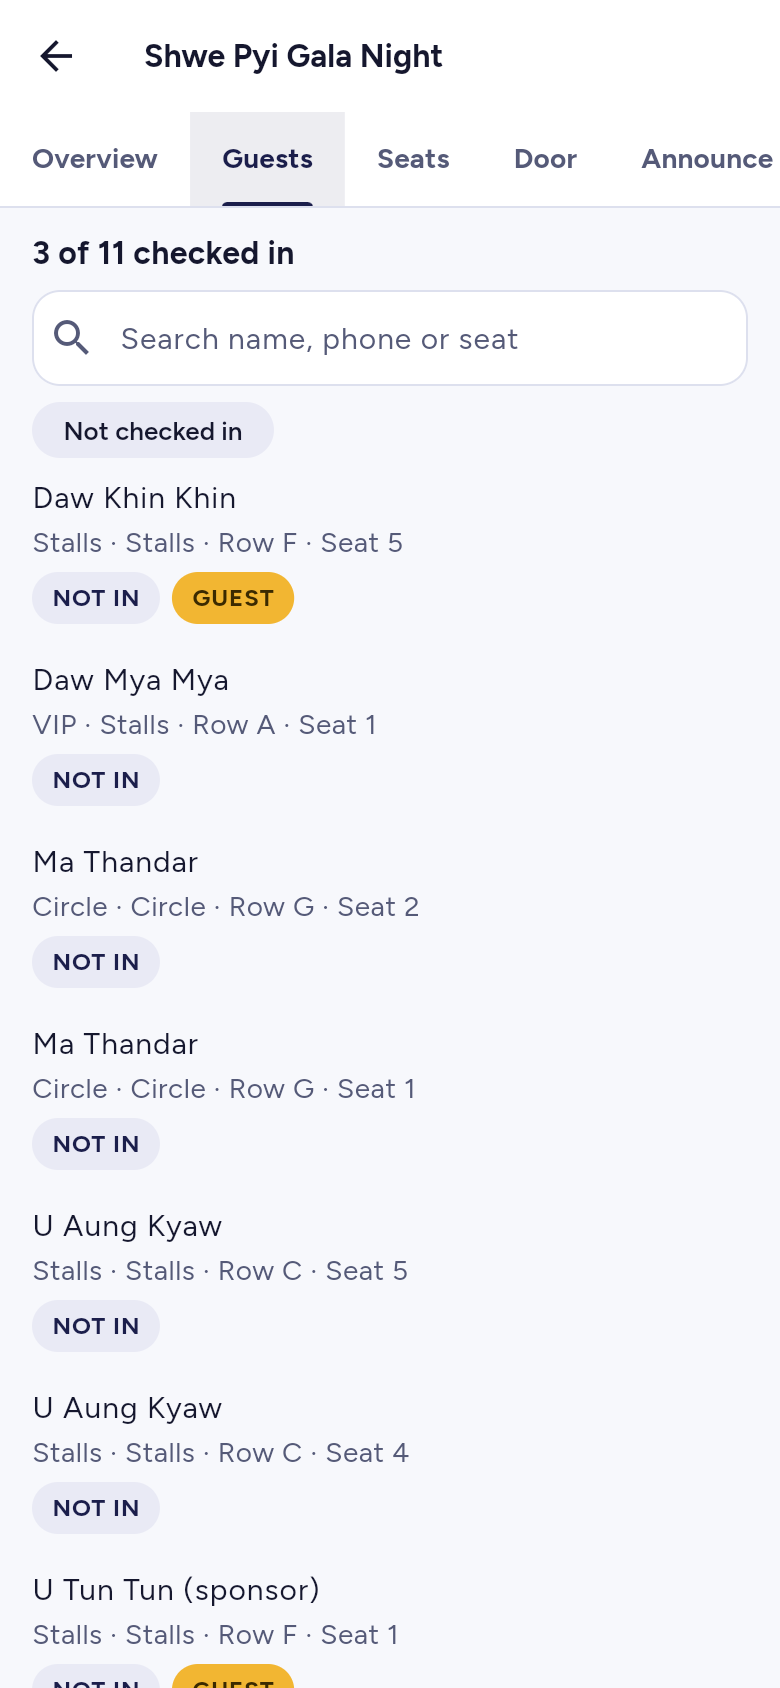 Shwe Pyi Gala Night
Overview Guests Seats Door Announce
3 of 11 checked in
Search name, phone or seat
Not checked in
Daw Khin Khin
Stalls · Stalls · Row F · Seat 5
NOT IN GUEST
Daw Mya Mya
VIP · Stalls · Row A · Seat 1
NOT IN
Ma Thandar
Circle · Circle · Row G · Seat 2
NOT IN
Ma Thandar
Circle · Circle · Row G · Seat 1
NOT IN
U Aung Kyaw
Stalls · Stalls · Row C · Seat 5
NOT IN
U Aung Kyaw
Stalls · Stalls · Row C · Seat 4
NOT IN
U Tun Tun (sponsor)
Stalls · Stalls · Row F · Seat 1
NOT IN GUEST